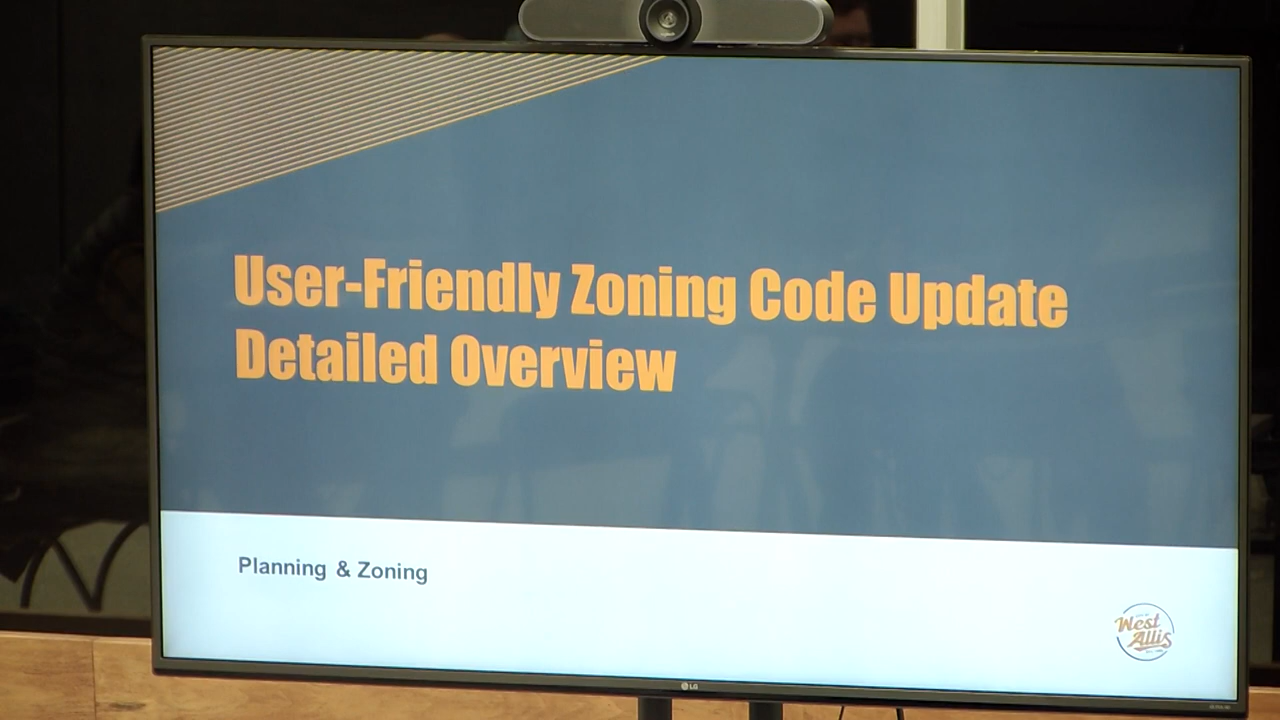 User-Friendly Zoning Code Update
Detailed Overview
Planning & Zoning
West
Allis
LG